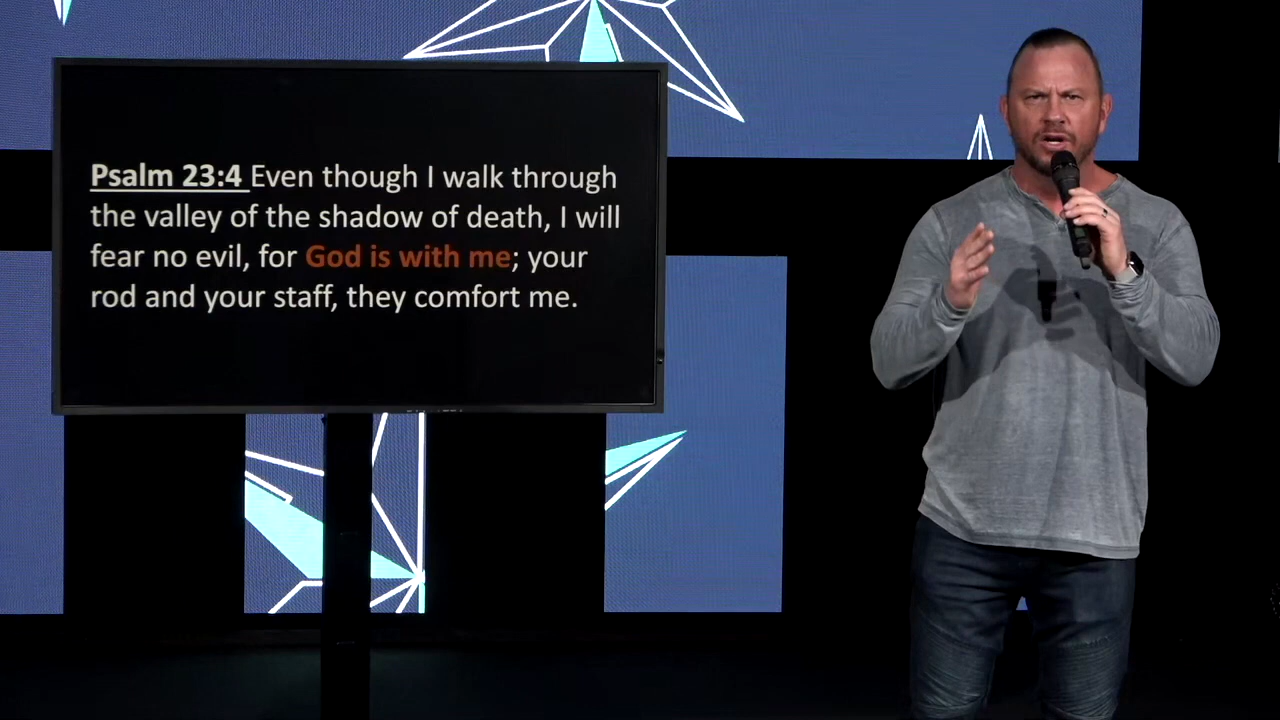 Psalm 23:4 Even though I walk through
the valley of the shadow of death, I will
fear no evil, for God is with me; your
rod and your staff, they comfort me.